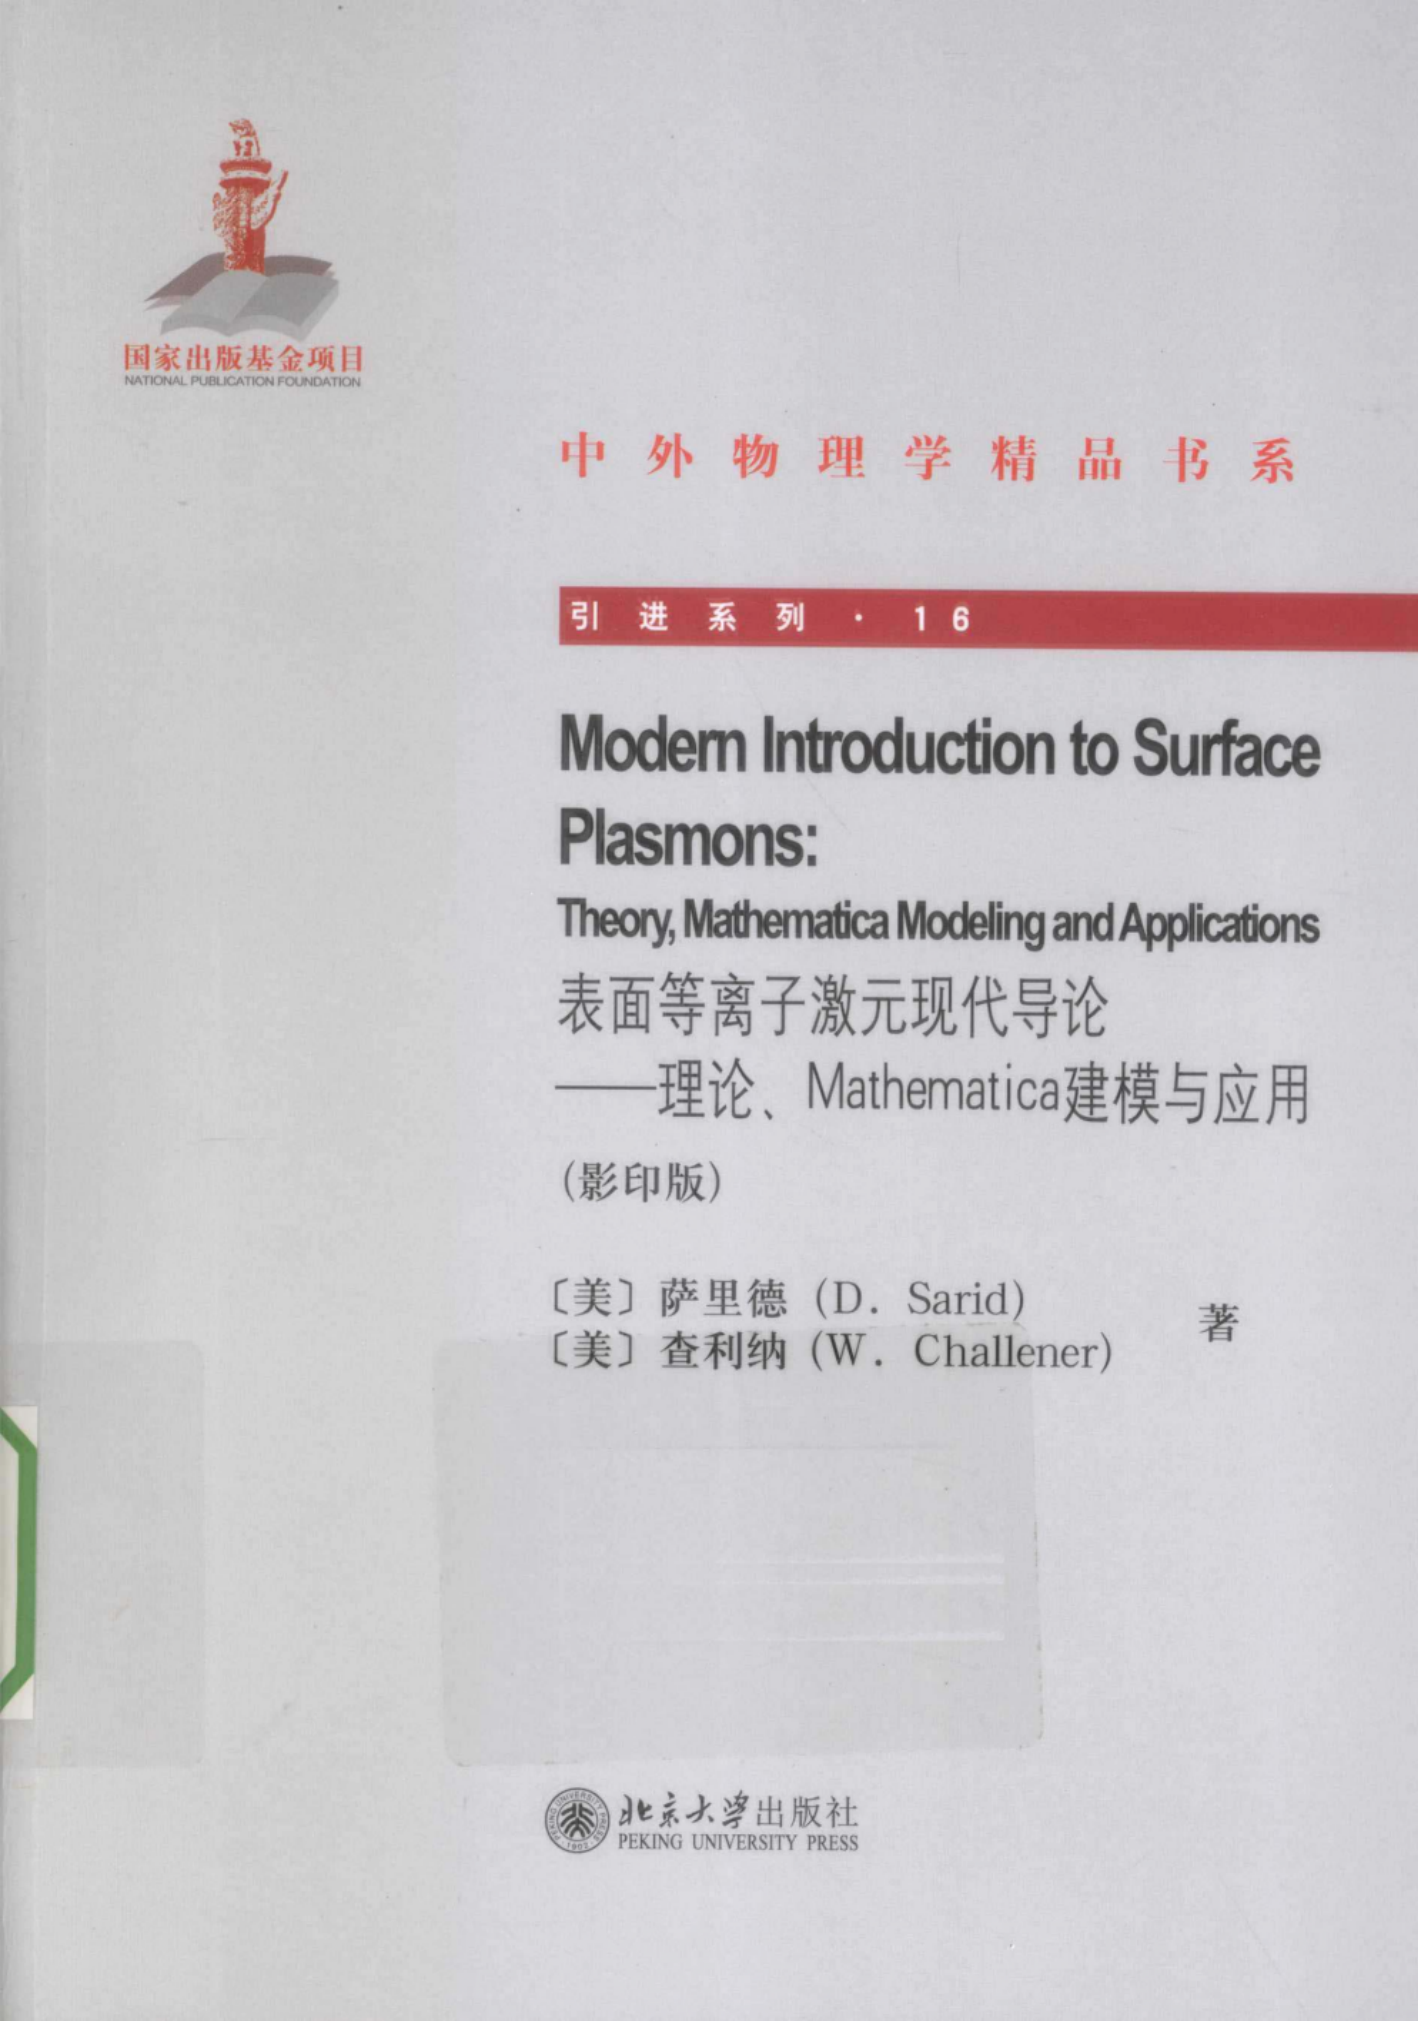 国家出版基金项目
NATIONAL PUBLICATION FOUNDATION
中外物理学精品书系
引进系列·16
Modern Introduction to Surface
Plasmons:
Theory, Mathematica Modeling and Applications
表面等离子激元现代导论
——理论、Mathematica建模与应用
(影印版)
〔美〕萨里德 (D. Sarid)
〔美〕查利纳 (W. Challener)
著
北京大学出版社
PEKING UNIVERSITY PRESS